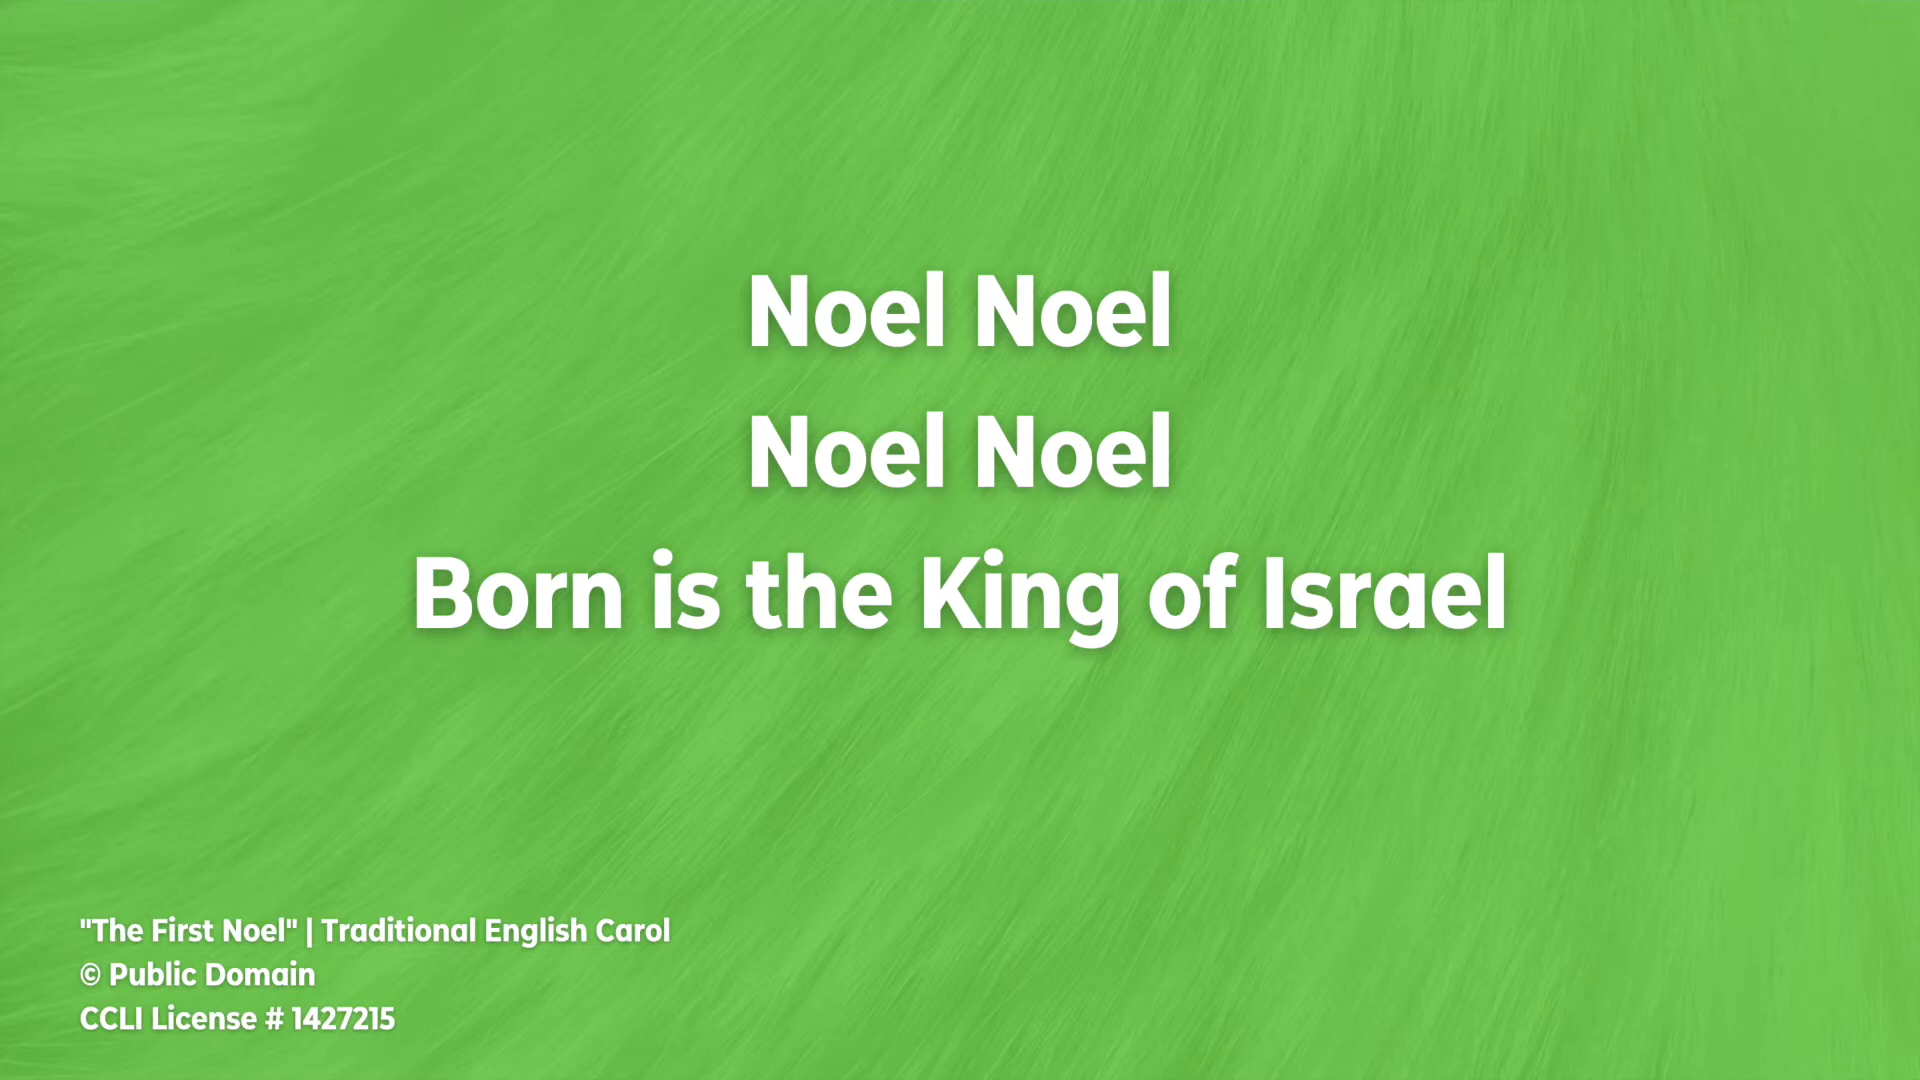 Noel Noel
Noel Noel
Born is the King of Israel
"The First Noel" | Traditional English Carol
© Public Domain
CCLI License # 1427215